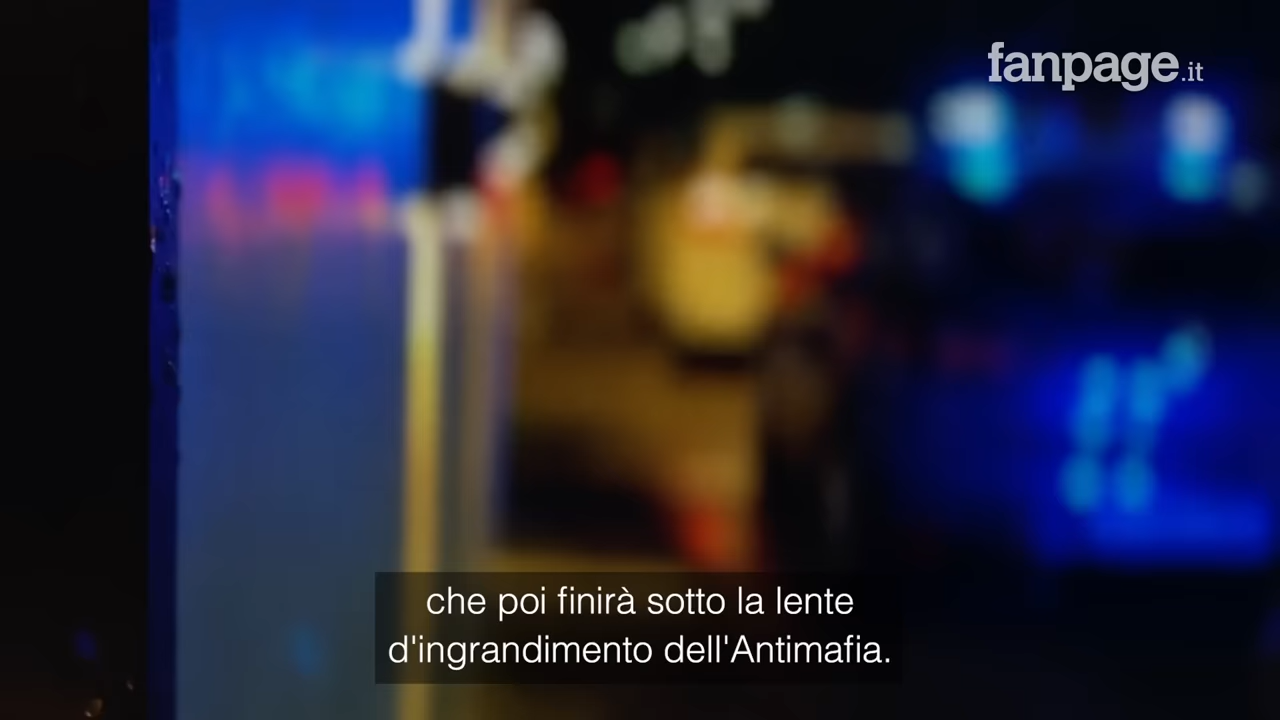 fanpage.it
che poi finirà sotto la lente
d'ingrandimento dell'Antimafia.